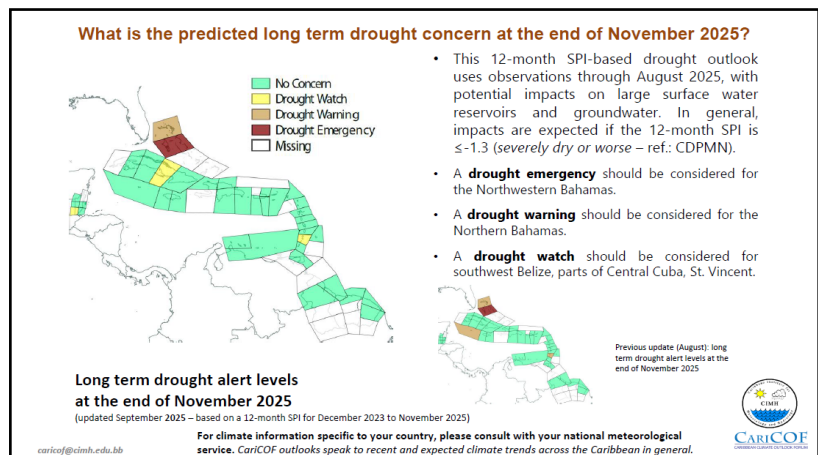 What is the predicted long term drought concern at the end of November 2025?
No Concern
Drought Watch
Drought Warning
Drought Emergency
Missing
• This 12-month SPI-based drought outlook
uses observations through August 2025, with
potential impacts on large surface water
reservoirs and groundwater. In general,
impacts are expected if the 12-month SPI is
≤-1.3 (severely dry or worse – ref.: CDPMN).
• A drought emergency should be considered for
the Northwestern Bahamas.
• A drought warning should be considered for the
Northern Bahamas.
• A drought watch should be considered for
southwest Belize, parts of Central Cuba, St. Vincent.
Previous update (August): long
term drought alert levels at the
end of November 2025
Long term drought alert levels
at the end of November 2025
(updated September 2025 – based on a 12-month SPI for December 2023 to November 2025)
CIMH
CARICOF
CARIBBEAN CLIMATE OUTLOOK FORUM
For climate information specific to your country, please consult with your national meteorological
service. CariCOF outlooks speak to recent and expected climate trends across the Caribbean in general.
caricof@cimh.edu.bb